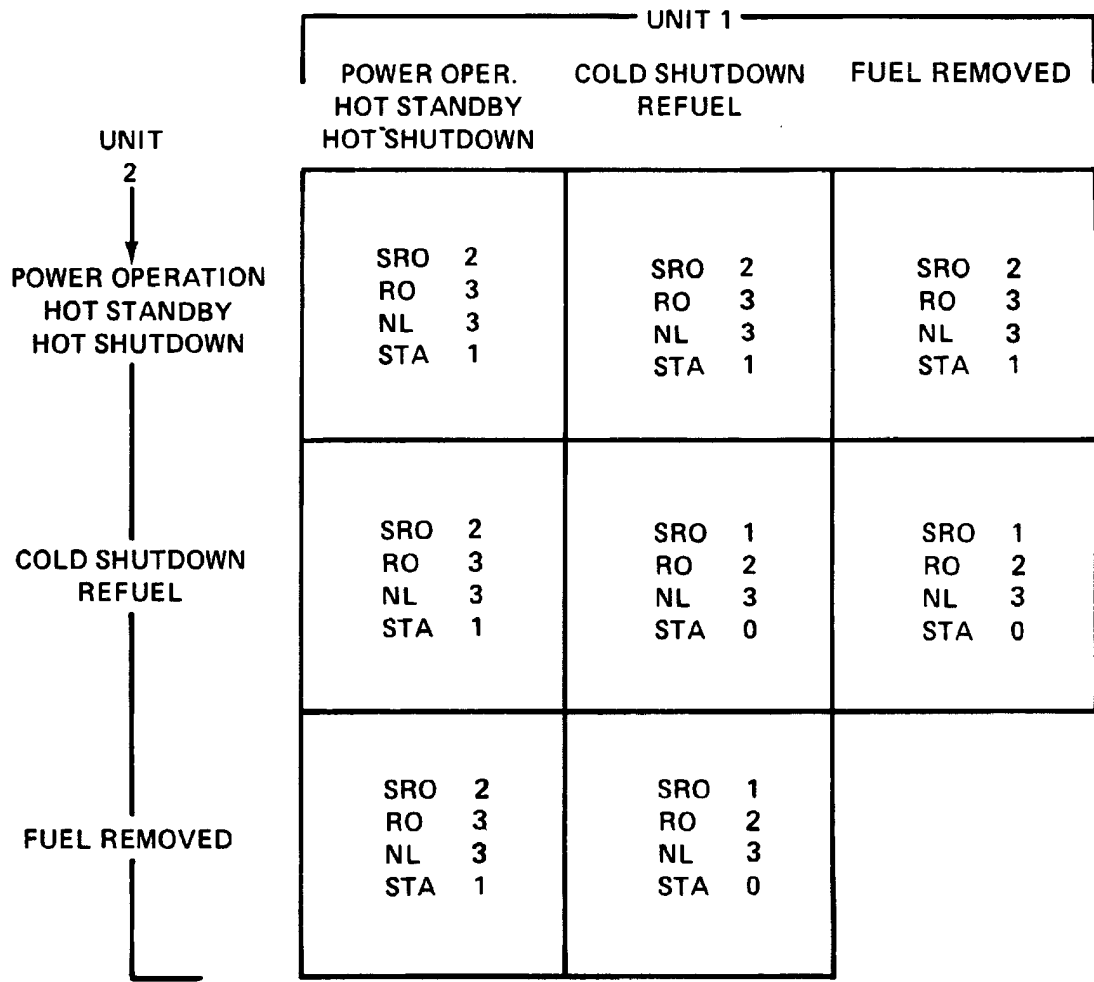 UNIT 1
POWER OPER. COLD SHUTDOWN FUEL REMOVED
HOT STANDBY REFUEL
HOT SHUTDOWN
UNIT
2
SRO 2 SRO 2 SRO 2
RO 3 RO 3 RO 3
NL 3 NL 3 NL 3
STA 1 STA 1 STA 1
POWER OPERATION
HOT STANDBY
HOT SHUTDOWN
SRO 2 SRO 1 SRO 1
RO 3 RO 2 RO 2
NL 3 NL 3 NL 3
STA 1 STA 0 STA 0
COLD SHUTDOWN
REFUEL
SRO 2 SRO 1
RO 3 RO 2
NL 3 NL 3
STA 1 STA 0
FUEL REMOVED